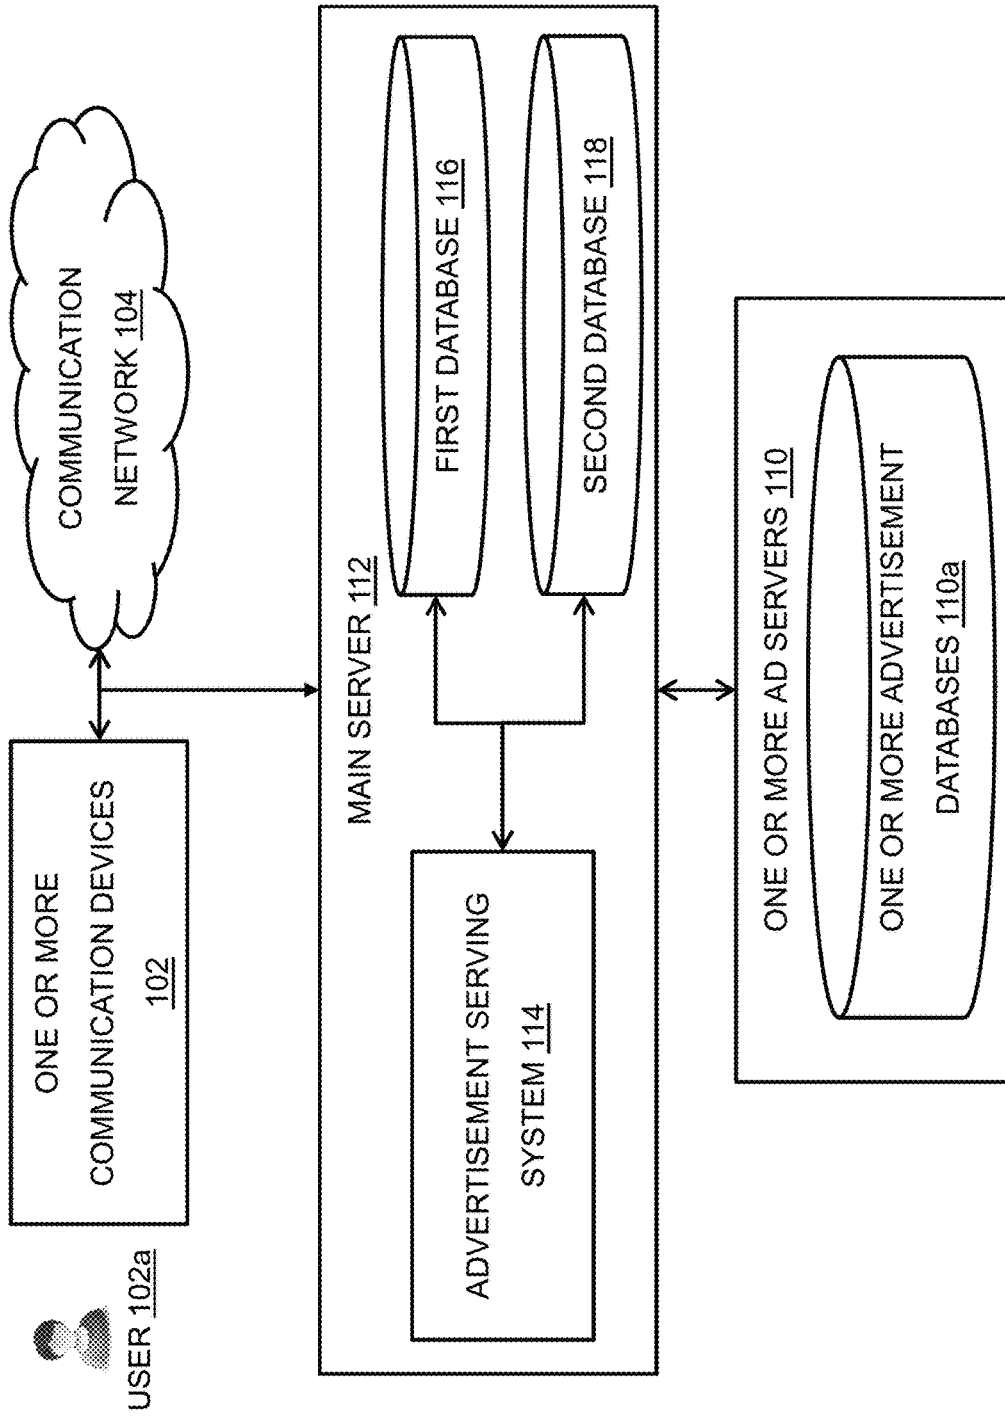 USER 102a
ONE OR MORE
COMMUNICATION DEVICES
102
COMMUNICATION
NETWORK 104
MAIN SERVER 112
ADVERTISEMENT SERVING
SYSTEM 114
FIRST DATABASE 116
SECOND DATABASE 118
ONE OR MORE AD SERVERS 110
ONE OR MORE ADVERTISEMENT
DATABASES 110a